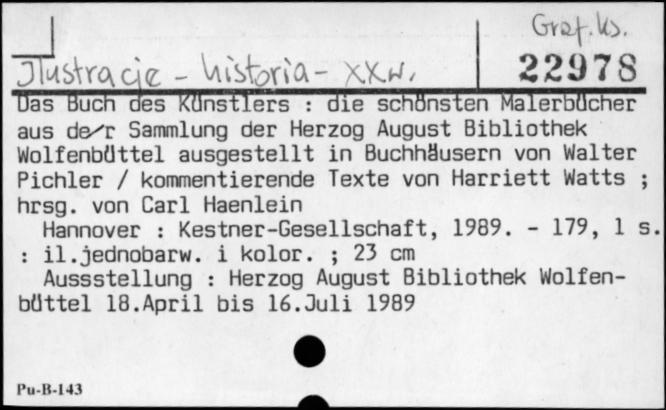 Graf. ks.
Ilustracje - historia - XX w.
22978
Das Buch des Künstlers : die schönsten Malerbücher
aus de/r Sammlung der Herzog August Bibliothek
Wolfenbüttel ausgestellt in Buchhäusern von Walter
Pichler / kommentierende Texte von Harriett Watts ;
hrsg. von Carl Haenlein
Hannover : Kestner-Gesellschaft, 1989. - 179, 1 s.
: il.jednobarw. i kolor. ; 23 cm
Aussstellung : Herzog August Bibliothek Wolfen-
büttel 18.April bis 16.Juli 1989
Pu-B-143